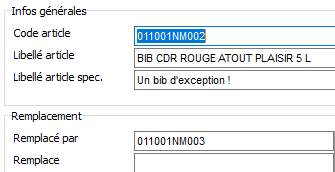 Infos générales
Code article 011001NM002
Libellé article BIB CDR ROUGE ATOUT PLAISIR 5 L
Libellé article spec. Un bib d'exception !
Remplacement
Remplacé par 011001NM003
Remplace